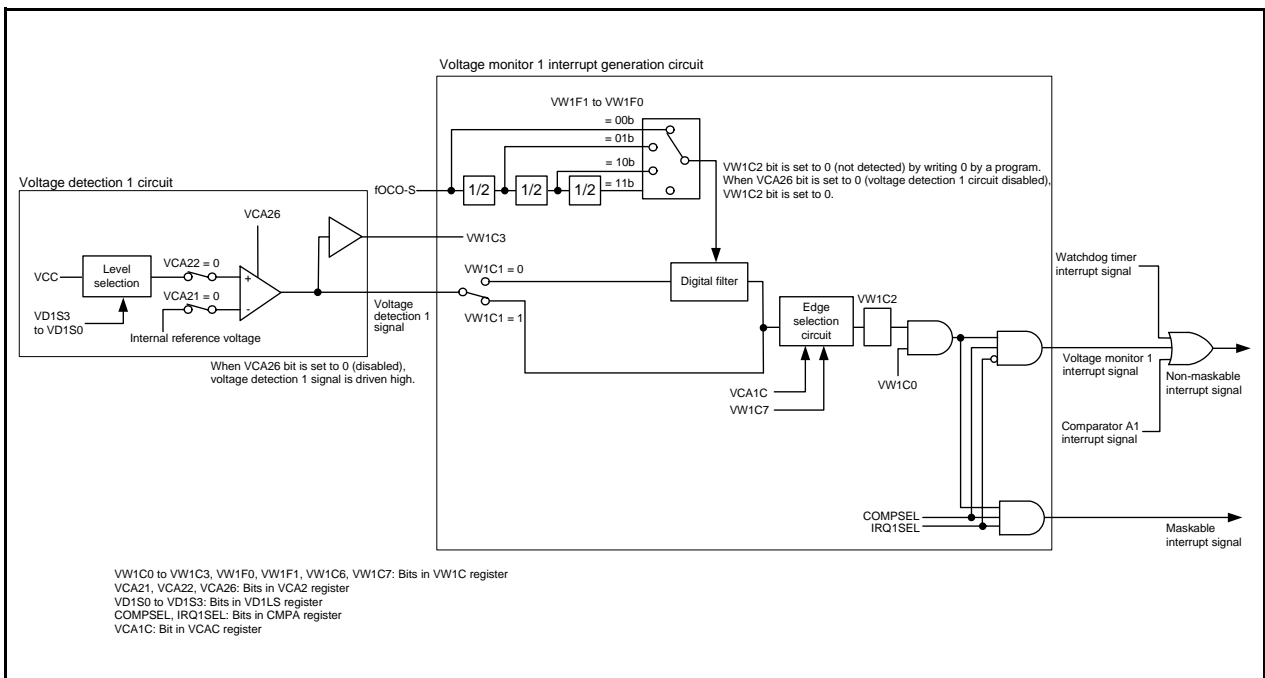 Voltage monitor 1 interrupt generation circuit
VW1F1 to VW1F0
= 00b
= 01b
= 10b
= 11b
fOCO-S
1/2
1/2
1/2
VW1C2 bit is set to 0 (not detected) by writing 0 by a program.
When VCA26 bit is set to 0 (voltage detection 1 circuit disabled),
VW1C2 bit is set to 0.
Voltage detection 1 circuit
VCA26
VW1C3
VCC
Level
selection
VCA22 = 0
+
VCA21 = 0
-
VD1S3
to VD1S0
Internal reference voltage
Voltage
detection 1
signal
When VCA26 bit is set to 0 (disabled),
voltage detection 1 signal is driven high.
VW1C1 = 0
VW1C1 = 1
Digital filter
Edge
selection
circuit
VW1C2
VCA1C
VW1C7
VW1C0
Watchdog timer
interrupt signal
Voltage monitor 1
interrupt signal
Non-maskable
interrupt signal
Comparator A1
interrupt signal
COMPSEL
IRQ1SEL
Maskable
interrupt signal
VW1C0 to VW1C3, VW1F0, VW1F1, VW1C6, VW1C7: Bits in VW1C register
VCA21, VCA22, VCA26: Bits in VCA2 register
VD1S0 to VD1S3: Bits in VD1LS register
COMPSEL, IRQ1SEL: Bits in CMPA register
VCA1C: Bit in VCAC register